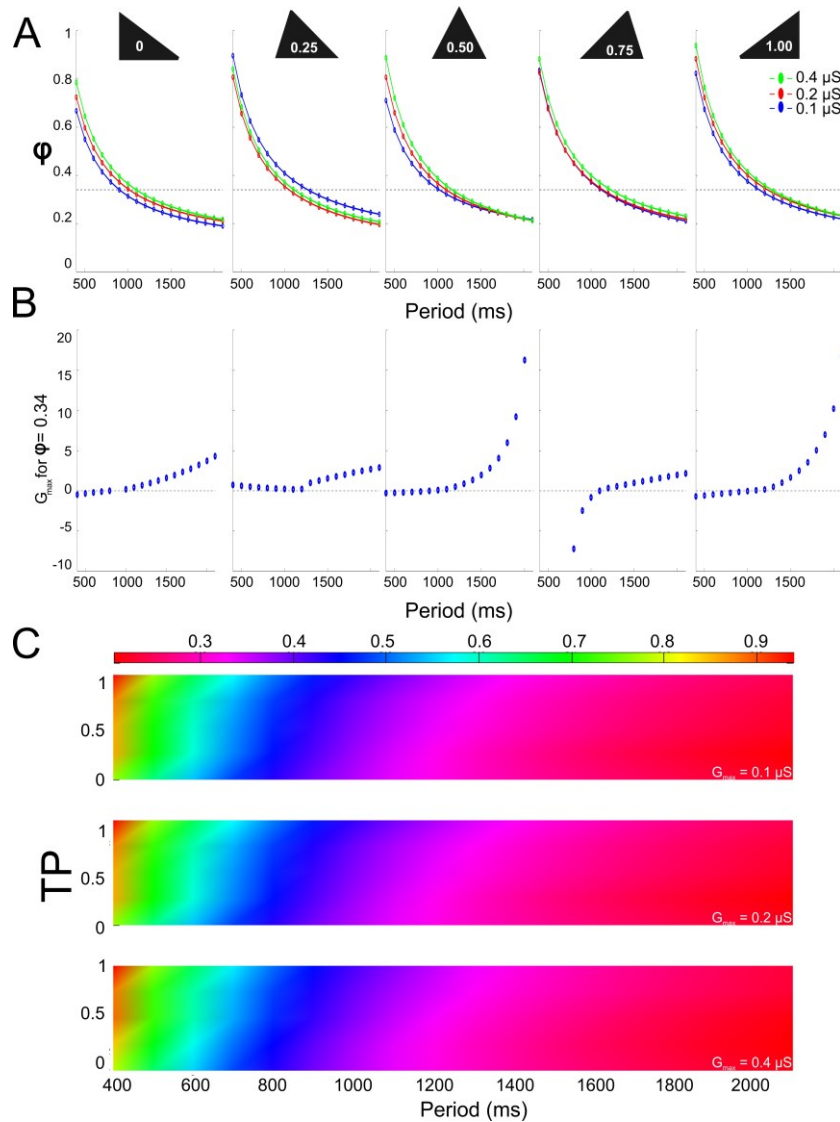 A
0
0.25
0.50
0.75
1.00
1
0.8
0.6
0.4
0.2
0
φ
0.4 µS
0.2 µS
0.1 µS
500 1000 1500 500 1000 1500 500 1000 1500 500 1000 1500 500 1000 1500
Period (ms)
B
20
15
10
5
0
-5
-10
Gmax for φ= 0.34
500 1000 1500 500 1000 1500 500 1000 1500 500 1000 1500 500 1000 1500
Period (ms)
C
0.3 0.4 0.5 0.6 0.7 0.8 0.9
1
0.5
0
Gmax = 0.1 µS
TP
1
0.5
0
Gmax = 0.2 µS
1
0.5
0
Gmax = 0.4 µS
400 600 800 1000 1200 1400 1600 1800 2000
Period (ms)